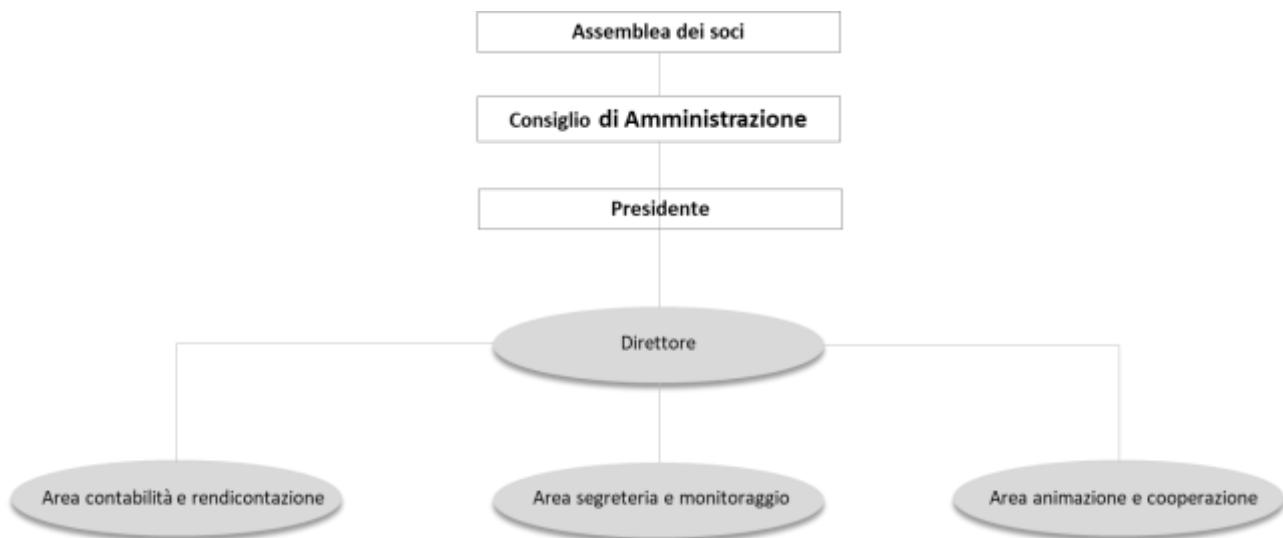 Assemblea dei soci
Consiglio di Amministrazione
Presidente
Direttore
Area contabilità e rendicontazione
Area segreteria e monitoraggio
Area animazione e cooperazione